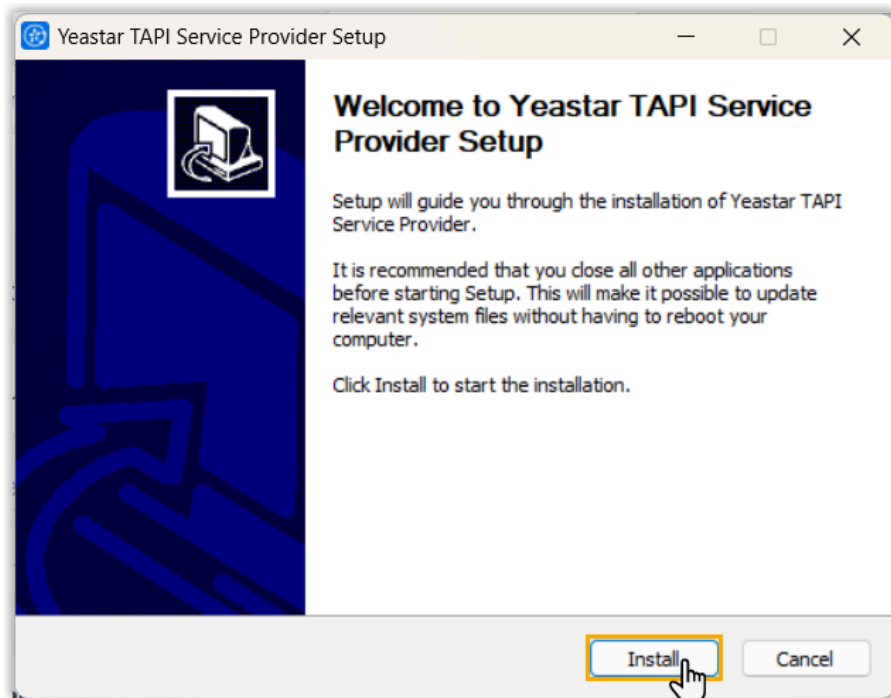 Yeastar TAPI Service Provider Setup
Welcome to Yeastar TAPI Service
Provider Setup
Setup will guide you through the installation of Yeastar TAPI
Service Provider.
It is recommended that you close all other applications
before starting Setup. This will make it possible to update
relevant system files without having to reboot your
computer.
Click Install to start the installation.
Install
Cancel